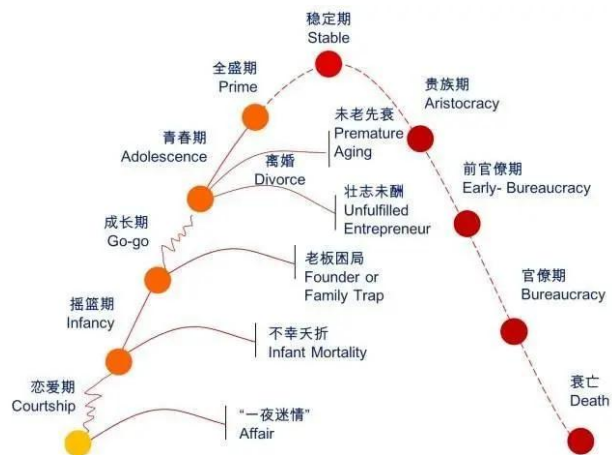 稳定期
Stable
全盛期
Prime
贵族期
Aristocracy
青春期
Adolescence
未老先衰
Premature
Aging
离婚
Divorce
前官僚期
Early- Bureaucracy
壮志未酬
Unfulfilled
Entrepreneur
成长期
Go-go
老板困局
Founder or
Family Trap
官僚期
Bureaucracy
摇篮期
Infancy
不幸夭折
Infant Mortality
恋爱期
Courtship
衰亡
Death
“一夜迷情”
Affair